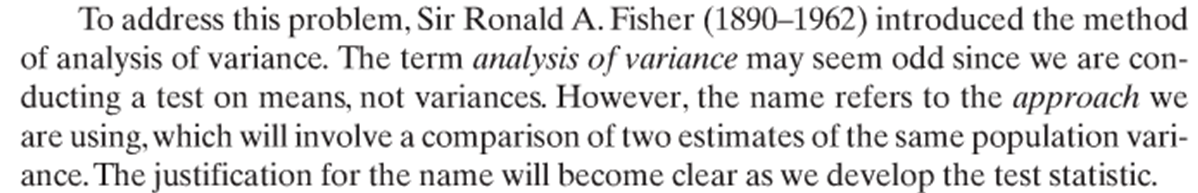 To address this problem, Sir Ronald A. Fisher (1890–1962) introduced the method
of analysis of variance. The term analysis of variance may seem odd since we are con-
ducting a test on means, not variances. However, the name refers to the approach we
are using, which will involve a comparison of two estimates of the same population vari-
ance. The justification for the name will become clear as we develop the test statistic.